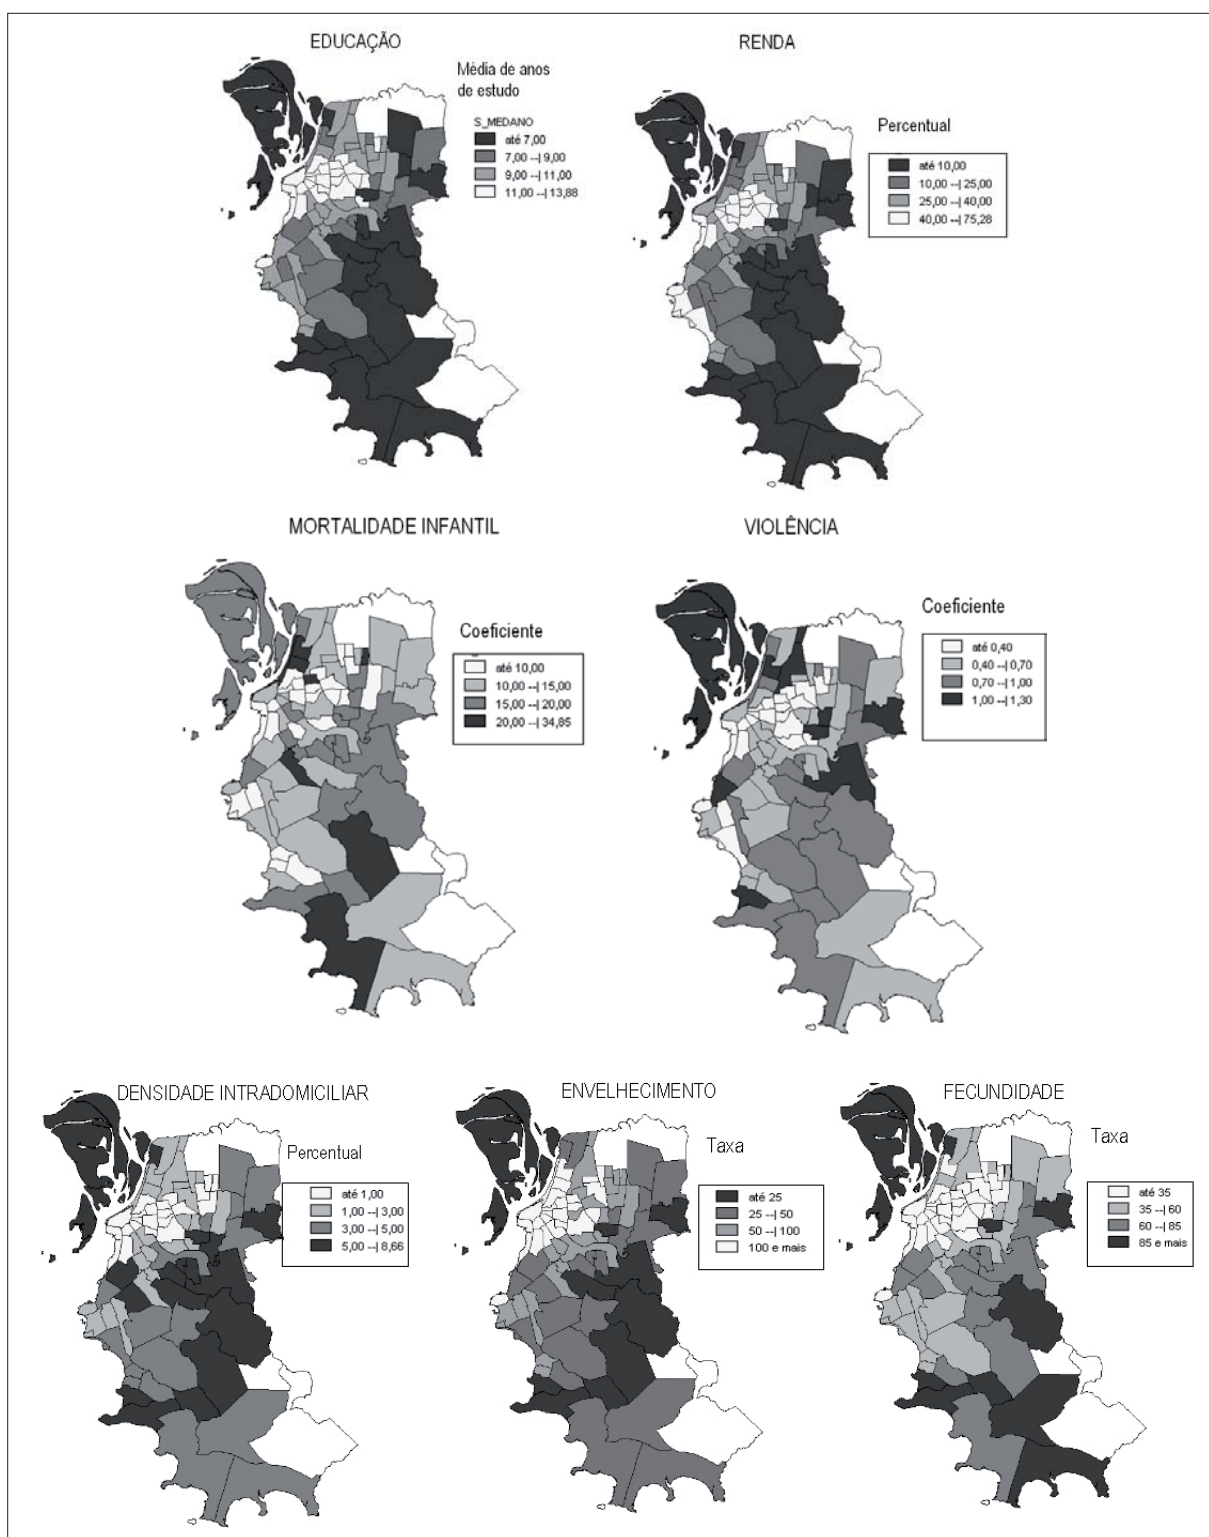 EDUCAÇÃO
Média de anos
de estudo
S_MEDANO
até 7,00
7,00 --| 9,00
9,00 --| 11,00
11,00 --| 13,88
RENDA
Percentual
até 10,00
10,00 --| 25,00
25,00 --| 40,00
40,00 --| 75,28
MORTALIDADE INFANTIL
Coeficiente
até 10,00
10,00 --| 15,00
15,00 --| 20,00
20,00 --| 34,85
VIOLÊNCIA
Coeficiente
até 0,40
0,40 --| 0,70
0,70 --| 1,00
1,00 --| 1,30
DENSIDADE INTRADOMICILIAR
Percentual
até 1,00
1,00 --| 3,00
3,00 --| 5,00
5,00 --| 8,66
ENVELHECIMENTO
Taxa
até 25
25 --| 50
50 --| 100
100 e mais
FECUNDIDADE
Taxa
até 35
35 --| 60
60 --| 85
85 e mais